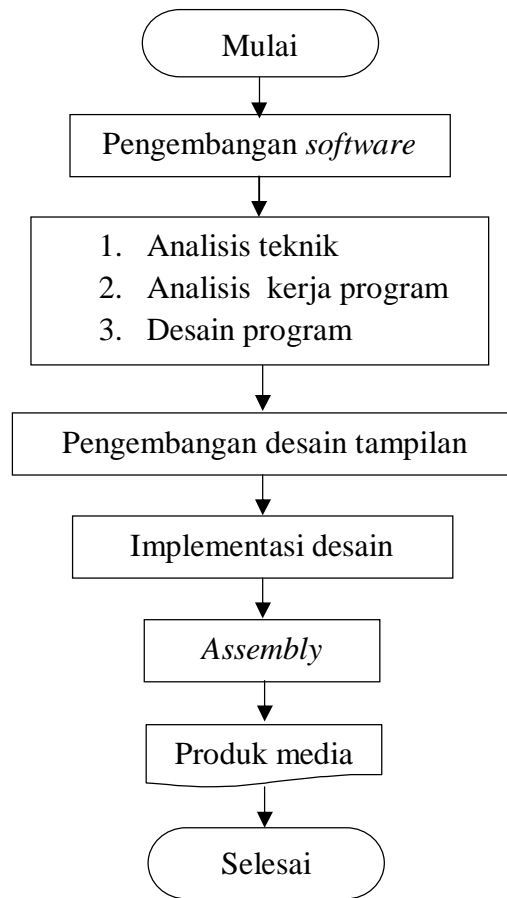 Mulai
Pengembangan software
1. Analisis teknik
2. Analisis kerja program
3. Desain program
Pengembangan desain tampilan
Implementasi desain
Assembly
Produk media
Selesai